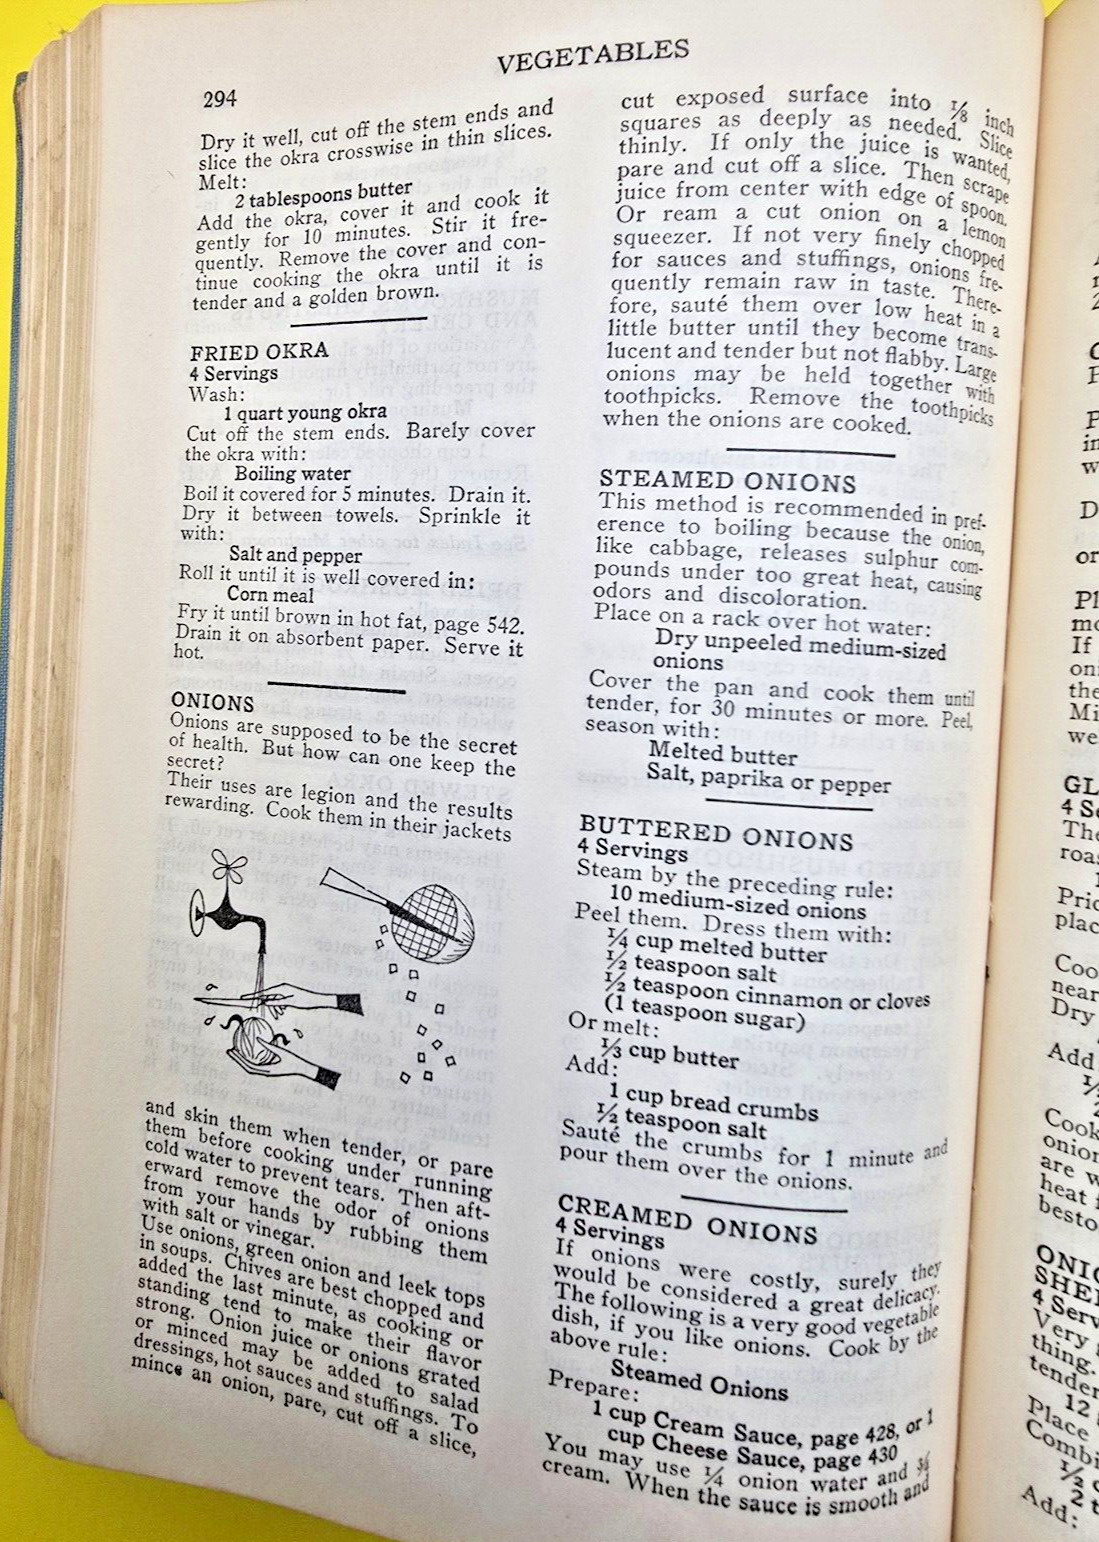 VEGETABLES
294
Dry it well, cut off the stem ends and
slice the okra crosswise in thin slices.
Melt:
2 tablespoons butter
Add the okra, cover it and cook it
gently for 10 minutes. Stir it fre-
quently. Remove the cover and con-
tinue cooking the okra until it is
tender and a golden brown.
FRIED OKRA
4 Servings
Wash:
1 quart young okra
Cut off the stem ends. Barely cover
the okra with:
Boiling water
Boil it covered for 5 minutes. Drain it.
Dry it between towels. Sprinkle it
with:
Salt and pepper
Roll it until it is well covered in:
Corn meal
Fry it until brown in hot fat, page 542.
Drain it on absorbent paper. Serve it
hot.
ONIONS
Onions are supposed to be the secret
of health. But how can one keep the
secret?
Their uses are legion and the results
rewarding. Cook them in their jackets
and skin them when tender, or pare
them before cooking under running
cold water to prevent tears. Then aft-
erward remove the odor of onions
from your hands by rubbing them
with salt or vinegar.
Use onions, green onion and leek tops
in soups. Chives are best chopped and
added the last minute, as cooking or
standing tend to make their flavor
strong. Onion juice or onions grated
or minced may be added to salad
dressings, hot sauces and stuffings. To
mince an onion, pare, cut off a slice,
cut exposed surface into 1/8 inch
squares as deeply as needed. Slice
thinly. If only the juice is wanted,
pare and cut off a slice. Then scrape
juice from center with edge of spoon.
Or ream a cut onion on a lemon
squeezer. If not very finely chopped
for sauces and stuffings, onions fre-
quently remain raw in taste. There-
fore, sauté them over low heat in a
little butter until they become trans-
lucent and tender but not flabby. Large
onions may be held together with
toothpicks. Remove the toothpicks
when the onions are cooked.
STEAMED ONIONS
This method is recommended in pref-
erence to boiling because the onion,
like cabbage, releases sulphur com-
pounds under too great heat, causing
odors and discoloration.
Place on a rack over hot water:
Dry unpeeled medium-sized
onions
Cover the pan and cook them until
tender, for 30 minutes or more. Peel,
season with:
Melted butter
Salt, paprika or pepper
BUTTERED ONIONS
4 Servings
Steam by the preceding rule:
10 medium-sized onions
Peel them. Dress them with:
1/4 cup melted butter
1/2 teaspoon salt
1/2 teaspoon cinnamon or cloves
(1 teaspoon sugar)
Or melt:
1/3 cup butter
Add:
1 cup bread crumbs
1/2 teaspoon salt
Sauté the crumbs for 1 minute and
pour them over the onions.
CREAMED ONIONS
4 Servings
If onions were costly, surely they
would be considered a great delicacy.
The following is a very good vegetable
dish, if you like onions. Cook by the
above rule:
Steamed Onions
Prepare:
1 cup Cream Sauce, page 428, or 1
cup Cheese Sauce, page 430
You may use 1/4 onion water and 3/4
cream. When the sauce is smooth and